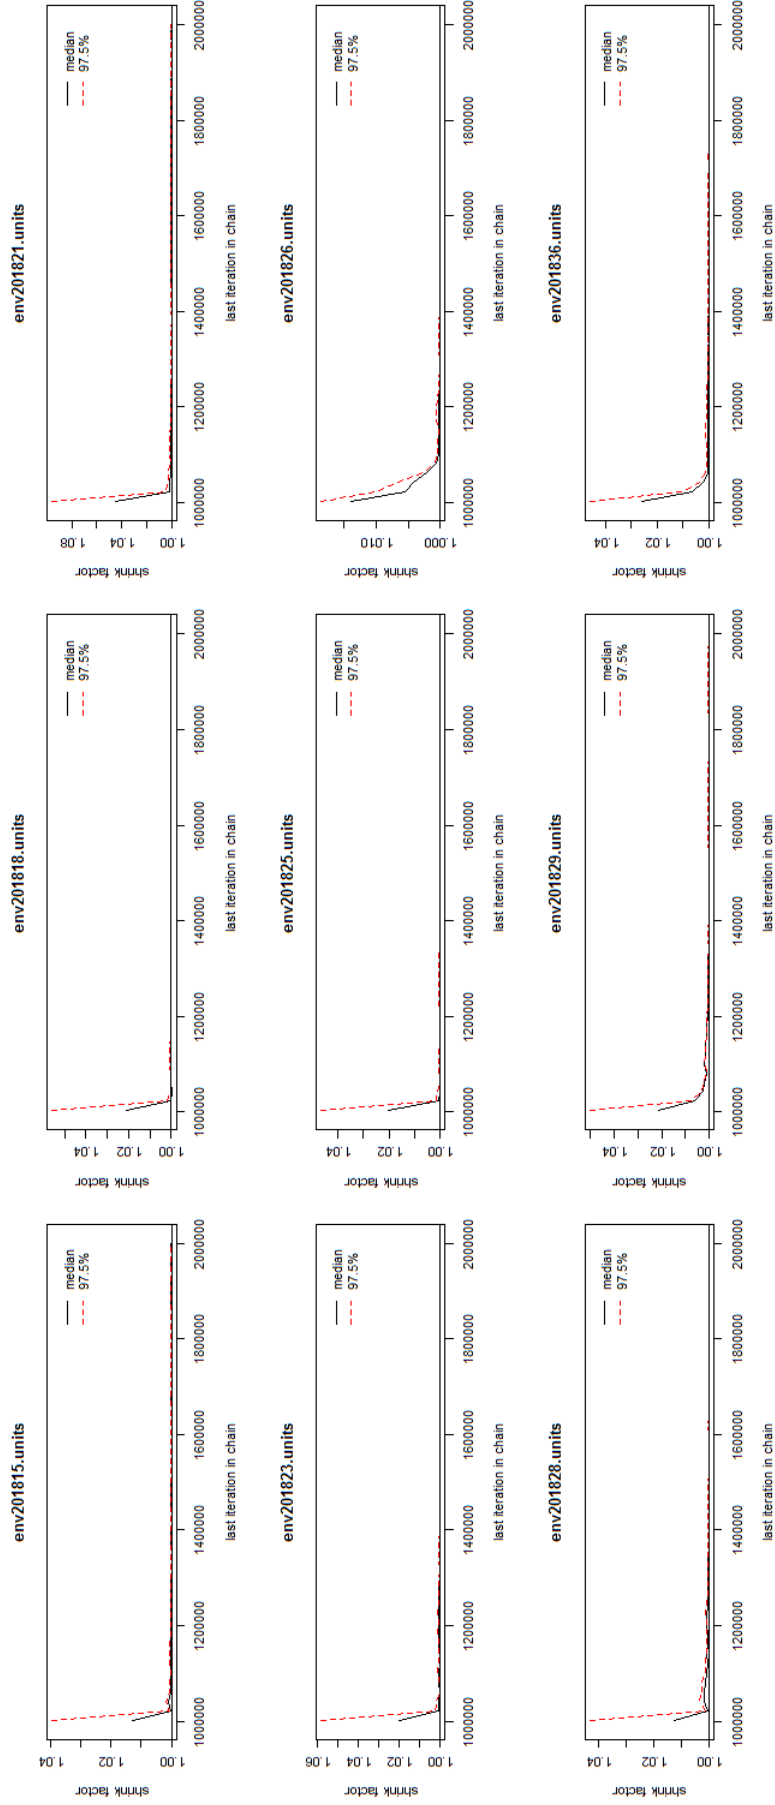 env201815.units
median
97.5%
shrink factor
1.04
1.02
1.00
1000000 1200000 1400000 1600000 1800000 2000000
last iteration in chain
env201818.units
median
97.5%
shrink factor
1.04
1.02
1.00
1000000 1200000 1400000 1600000 1800000 2000000
last iteration in chain
env201821.units
median
97.5%
shrink factor
1.08
1.04
1.00
1000000 1200000 1400000 1600000 1800000 2000000
last iteration in chain
env201823.units
median
97.5%
shrink factor
1.06
1.04
1.02
1.00
1000000 1200000 1400000 1600000 1800000 2000000
last iteration in chain
env201825.units
median
97.5%
shrink factor
1.04
1.02
1.00
1000000 1200000 1400000 1600000 1800000 2000000
last iteration in chain
env201826.units
median
97.5%
shrink factor
1.010
1.000
1000000 1200000 1400000 1600000 1800000 2000000
last iteration in chain
env201828.units
median
97.5%
shrink factor
1.04
1.02
1.00
1000000 1200000 1400000 1600000 1800000 2000000
last iteration in chain
env201829.units
median
97.5%
shrink factor
1.04
1.02
1.00
1000000 1200000 1400000 1600000 1800000 2000000
last iteration in chain
env201836.units
median
97.5%
shrink factor
1.04
1.02
1.00
1000000 1200000 1400000 1600000 1800000 2000000
last iteration in chain